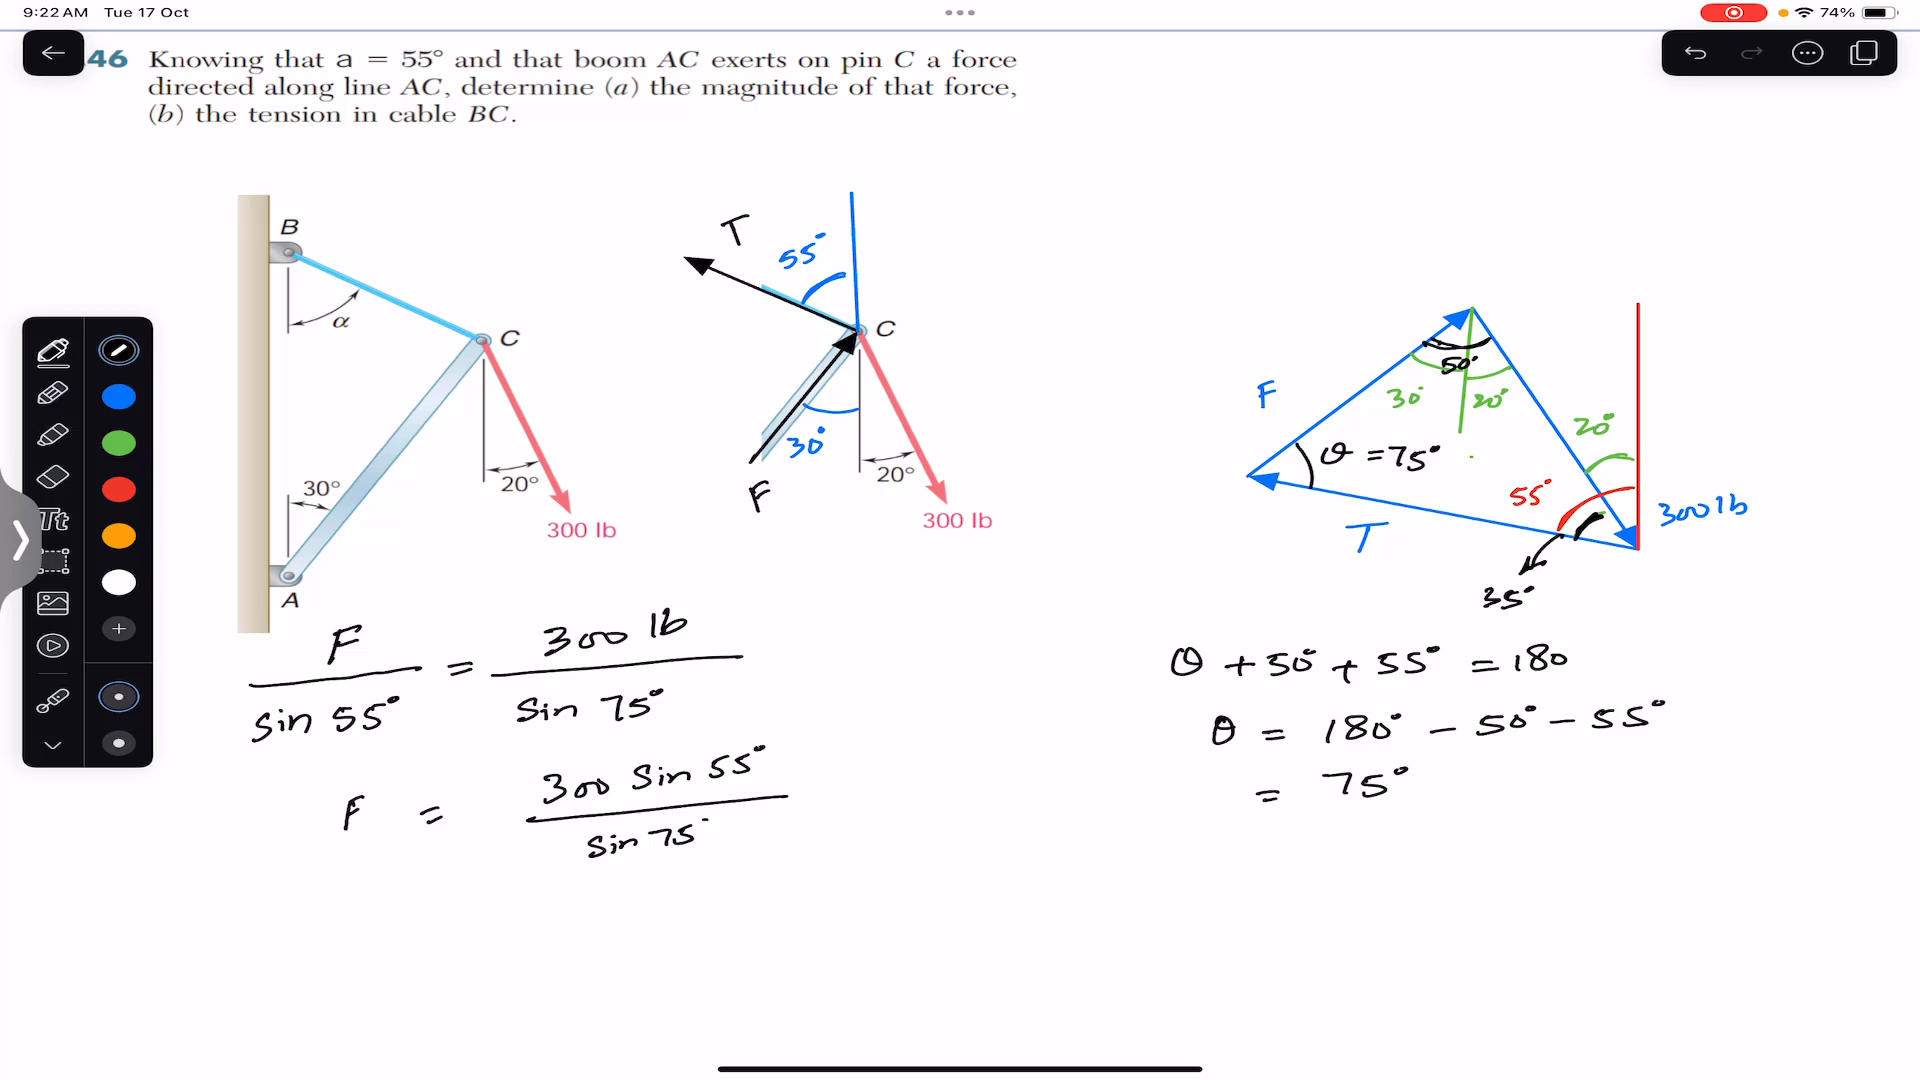 9:22 AM Tue 17 Oct
74%
46 Knowing that a = 55° and that boom AC exerts on pin C a force
directed along line AC, determine (a) the magnitude of that force,
(b) the tension in cable BC.
B
α
C
30°
20°
300 lb
A
T
55°
C
30°
20°
F
300 lb
50°
30°
20°
F
θ = 75°
20°
55°
300 lb
T
35°
Tt
F / sin 55° = 300 lb / sin 75°
F = 300 sin 55° / sin 75°
θ + 50° + 55° = 180
θ = 180° - 50° - 55°
= 75°